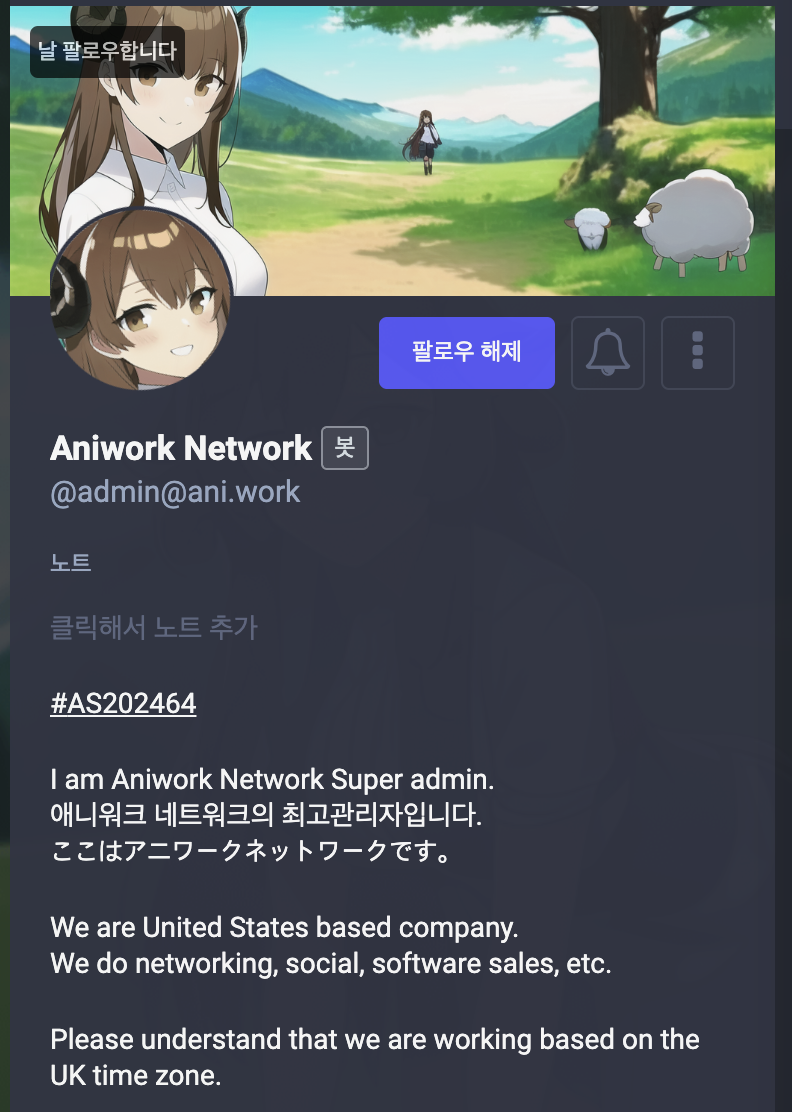 날 팔로우합니다
팔로우 해제
Aniwork Network 봇
@admin@ani.work
노트
클릭해서 노트 추가
#AS202464
I am Aniwork Network Super admin.
애니워크 네트워크의 최고관리자입니다.
ここはアニワークネットワークです。
We are United States based company.
We do networking, social, software sales, etc.
Please understand that we are working based on the
UK time zone.